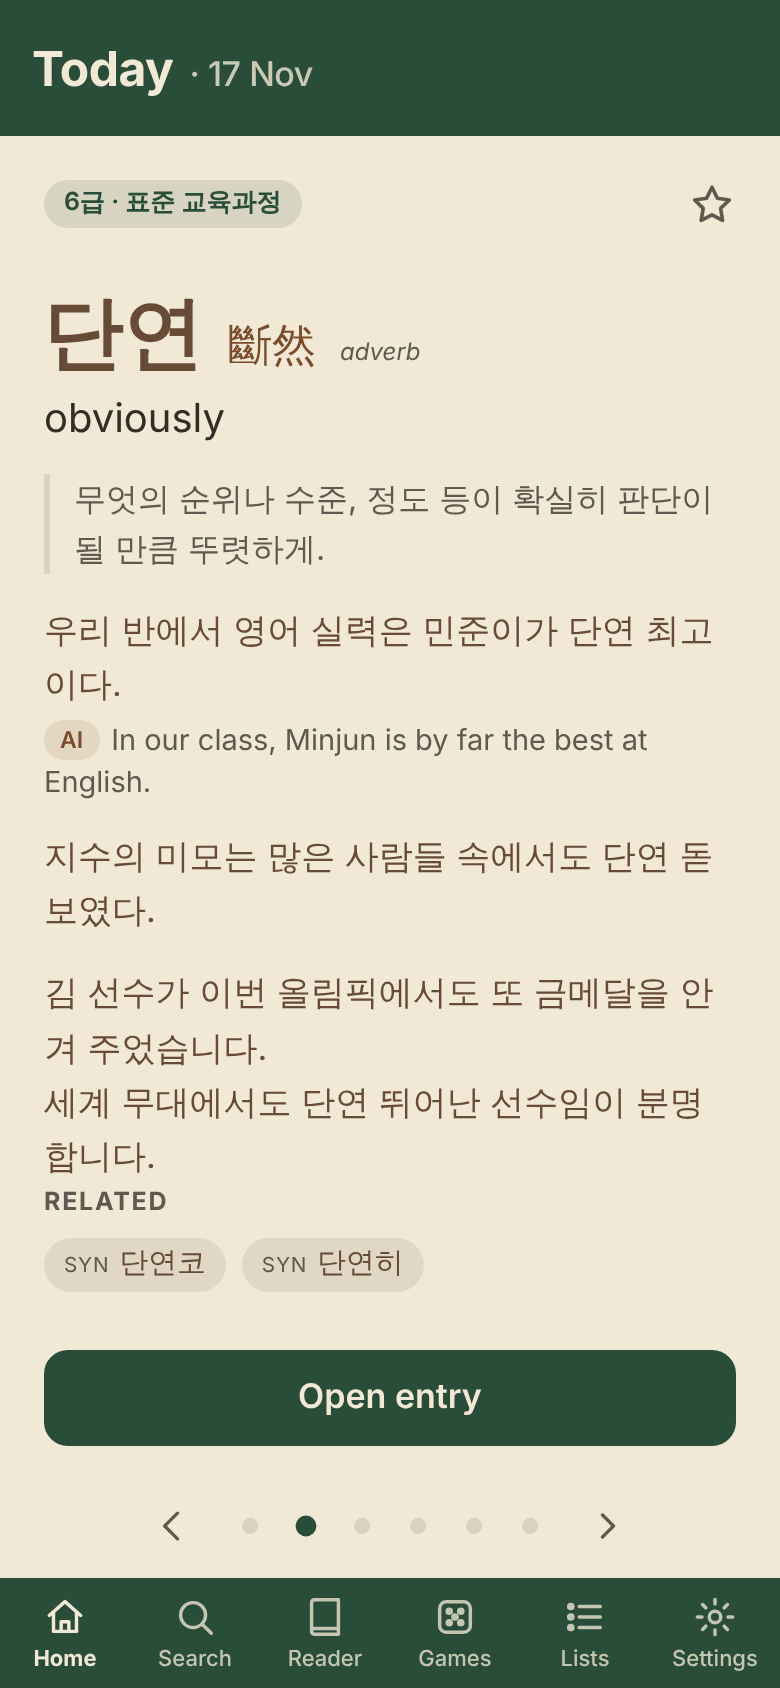 Today · 17 Nov
6급 · 표준 교육과정
단연 斷然 adverb
obviously
무엇의 순위나 수준, 정도 등이 확실히 판단이
될 만큼 뚜렷하게.
우리 반에서 영어 실력은 민준이가 단연 최고
이다.
AI In our class, Minjun is by far the best at
English.
지수의 미모는 많은 사람들 속에서도 단연 돋
보였다.
김 선수가 이번 올림픽에서도 또 금메달을 안
겨 주었습니다.
세계 무대에서도 단연 뛰어난 선수임이 분명
합니다.
RELATED
SYN 단연코 SYN 단연히
Open entry
Home Search Reader Games Lists Settings